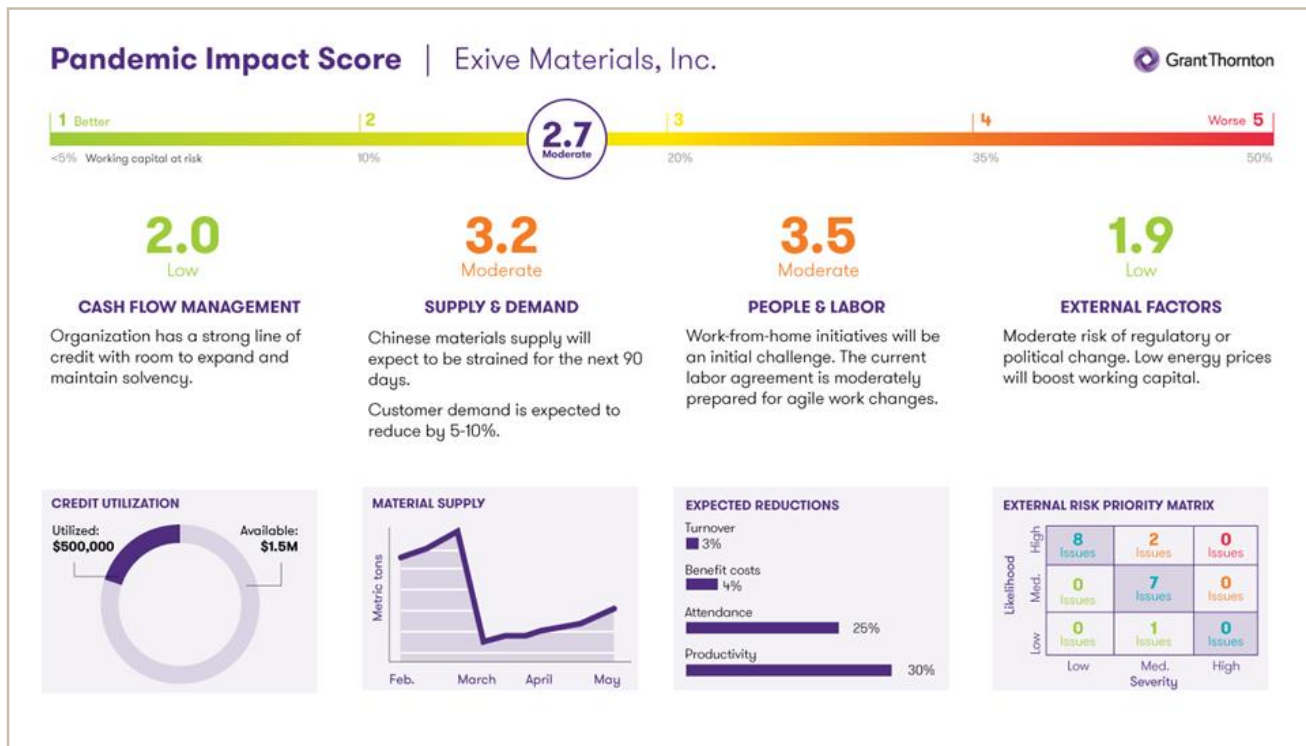 Pandemic Impact Score | Exive Materials, Inc.
GrantThornton
1 Better
2
3
4
Worse 5
2.7
Moderate
<5% Working capital at risk
10%
20%
35%
50%
2.0
Low
CASH FLOW MANAGEMENT
Organization has a strong line of
credit with room to expand and
maintain solvency.
3.2
Moderate
SUPPLY & DEMAND
Chinese materials supply will
expect to be strained for the next 90
days.
Customer demand is expected to
reduce by 5-10%.
3.5
Moderate
PEOPLE & LABOR
Work-from-home initiatives will be
an initial challenge. The current
labor agreement is moderately
prepared for agile work changes.
1.9
Low
EXTERNAL FACTORS
Moderate risk of regulatory or
political change. Low energy prices
will boost working capital.
CREDIT UTILIZATION
Utilized:
$500,000
Available:
$1.5M
MATERIAL SUPPLY
Metric tons
Feb. March April May
EXPECTED REDUCTIONS
Turnover
3%
Benefit costs
4%
Attendance
25%
Productivity
30%
EXTERNAL RISK PRIORITY MATRIX
Likelihood
High
8 2 0
Issues Issues Issues
Med.
0 7 0
Issues Issues Issues
Low
0 1 0
Issues Issues Issues
Low Med. High
Severity